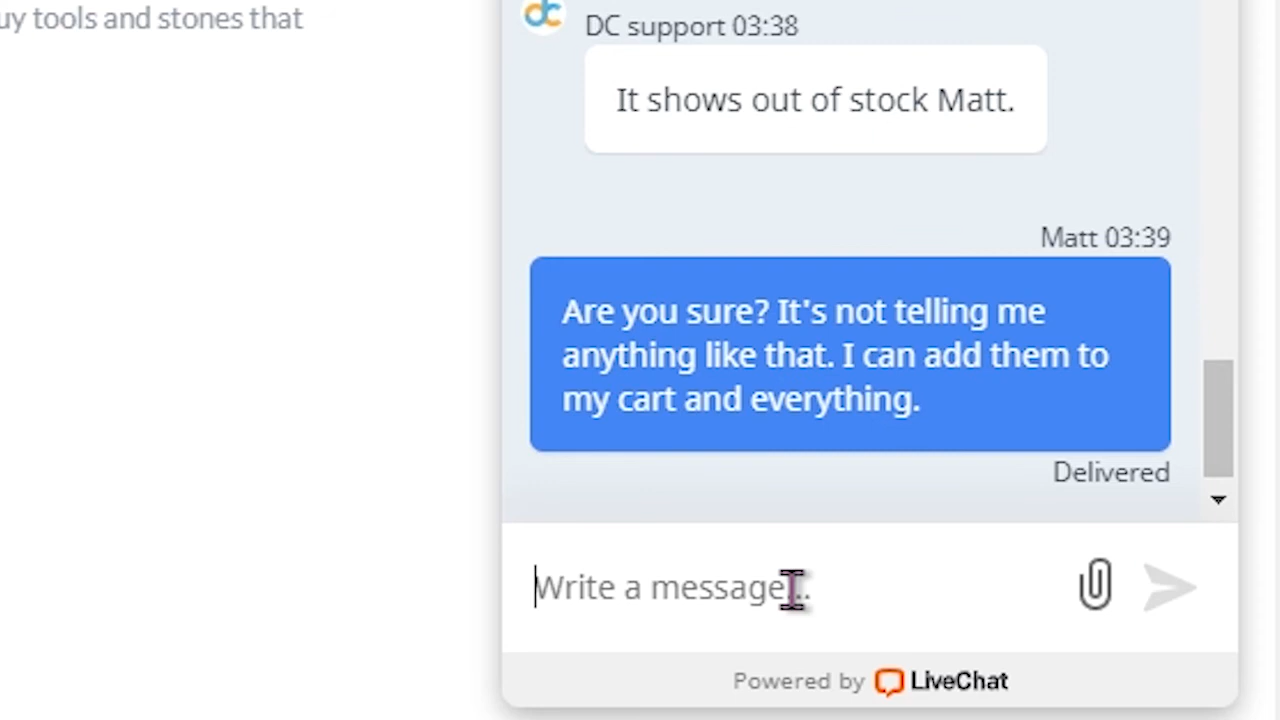 uy tools and stones that
dc
DC support 03:38
It shows out of stock Matt.
Matt 03:39
Are you sure? It's not telling me
anything like that. I can add them to
my cart and everything.
Delivered
Write a message...
Powered by LiveChat